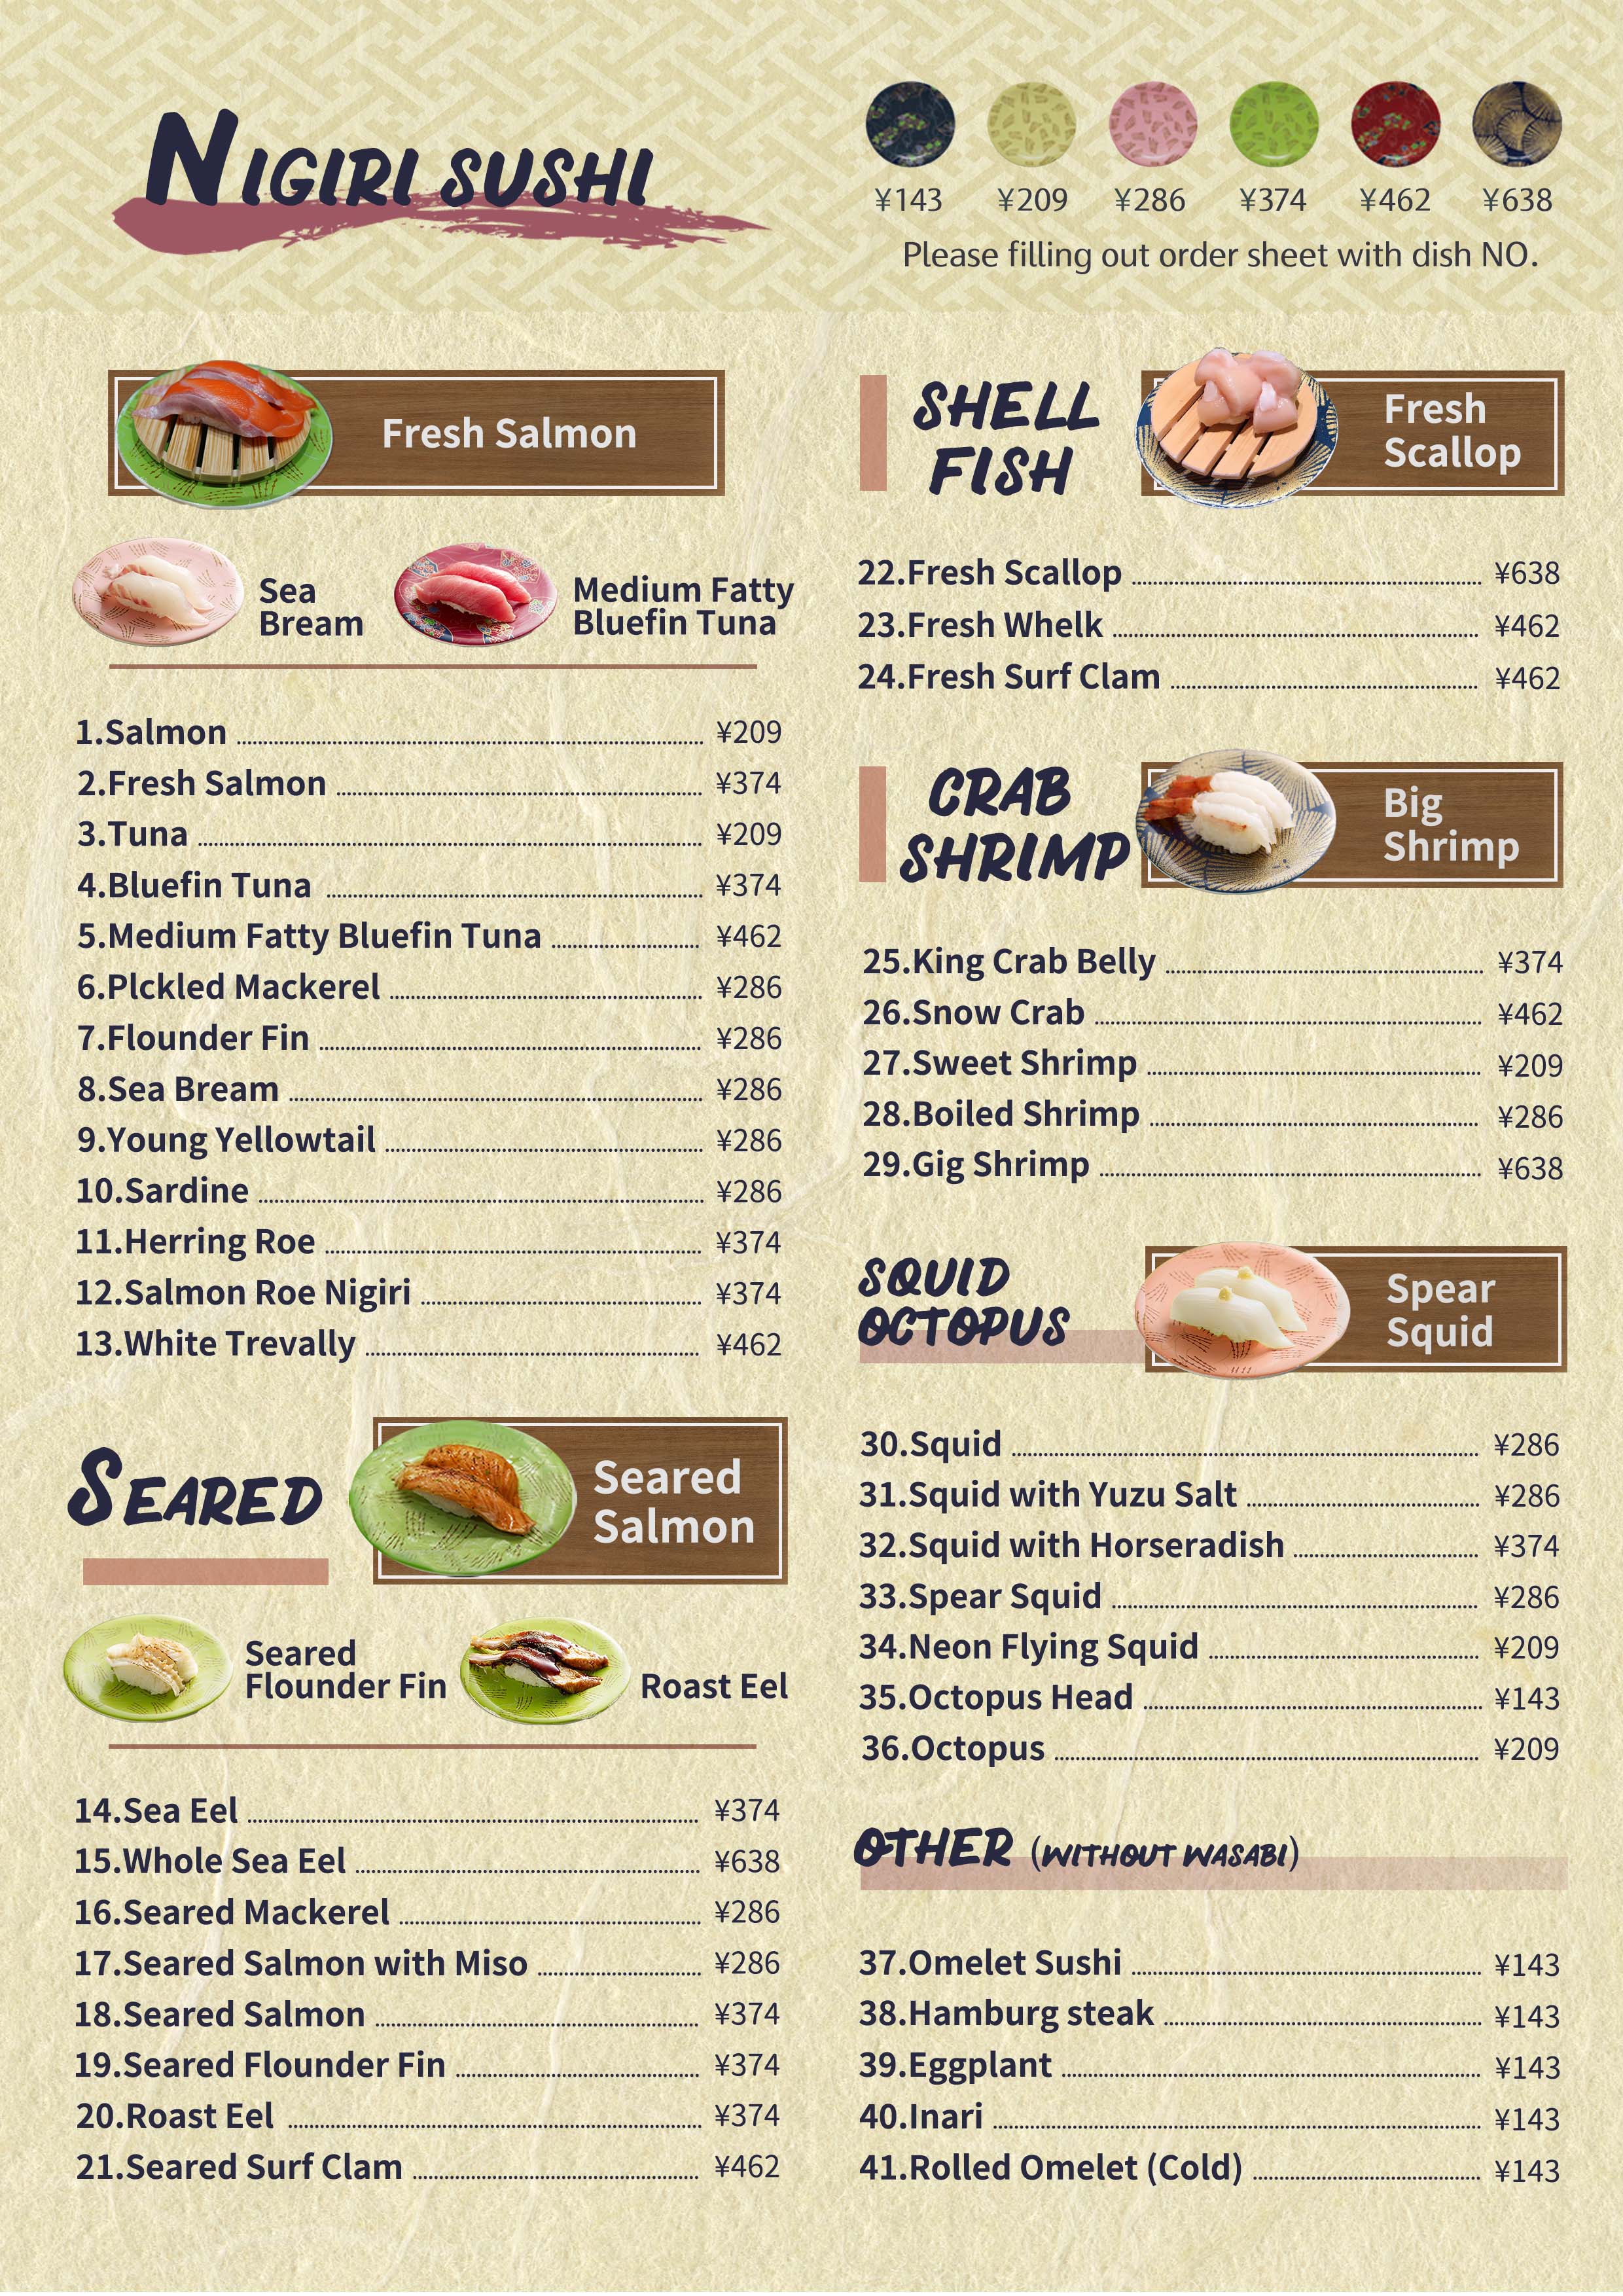 NIGIRI SUSHI
¥143 ¥209 ¥286 ¥374 ¥462 ¥638
Please filling out order sheet with dish NO.
Fresh Salmon
Sea
Bream
Medium Fatty
Bluefin Tuna
1.Salmon ¥209
2.Fresh Salmon ¥374
3.Tuna ¥209
4.Bluefin Tuna ¥374
5.Medium Fatty Bluefin Tuna ¥462
6.Plckled Mackerel ¥286
7.Flounder Fin ¥286
8.Sea Bream ¥286
9.Young Yellowtail ¥286
10.Sardine ¥286
11.Herring Roe ¥374
12.Salmon Roe Nigiri ¥374
13.White Trevally ¥462
SEARED
Seared
Salmon
Seared
Flounder Fin
Roast Eel
14.Sea Eel ¥374
15.Whole Sea Eel ¥638
16.Seared Mackerel ¥286
17.Seared Salmon with Miso ¥286
18.Seared Salmon ¥374
19.Seared Flounder Fin ¥374
20.Roast Eel ¥374
21.Seared Surf Clam ¥462
SHELL
FISH
Fresh
Scallop
22.Fresh Scallop ¥638
23.Fresh Whelk ¥462
24.Fresh Surf Clam ¥462
CRAB
SHRIMP
Big
Shrimp
25.King Crab Belly ¥374
26.Snow Crab ¥462
27.Sweet Shrimp ¥209
28.Boiled Shrimp ¥286
29.Gig Shrimp ¥638
SQUID
OCTOPUS
Spear
Squid
30.Squid ¥286
31.Squid with Yuzu Salt ¥286
32.Squid with Horseradish ¥374
33.Spear Squid ¥286
34.Neon Flying Squid ¥209
35.Octopus Head ¥143
36.Octopus ¥209
OTHER (WITHOUT WASABI)
37.Omelet Sushi ¥143
38.Hamburg steak ¥143
39.Eggplant ¥143
40.Inari ¥143
41.Rolled Omelet (Cold) ¥143